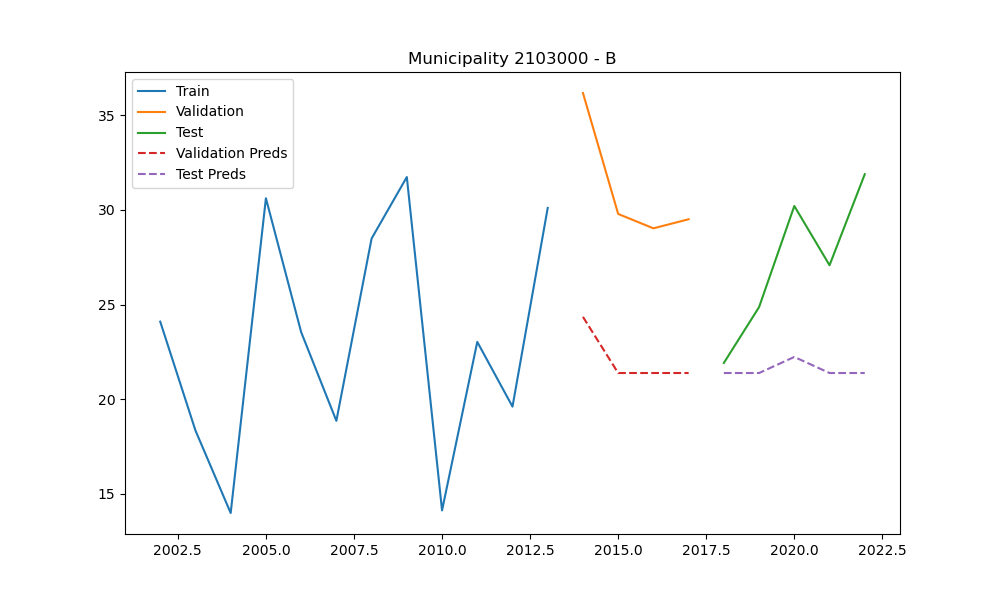 Municipality 2103000 - B
Train
Validation
Test
Validation Preds
Test Preds
35
30
25
20
15
2002.5 2005.0 2007.5 2010.0 2012.5 2015.0 2017.5 2020.0 2022.5